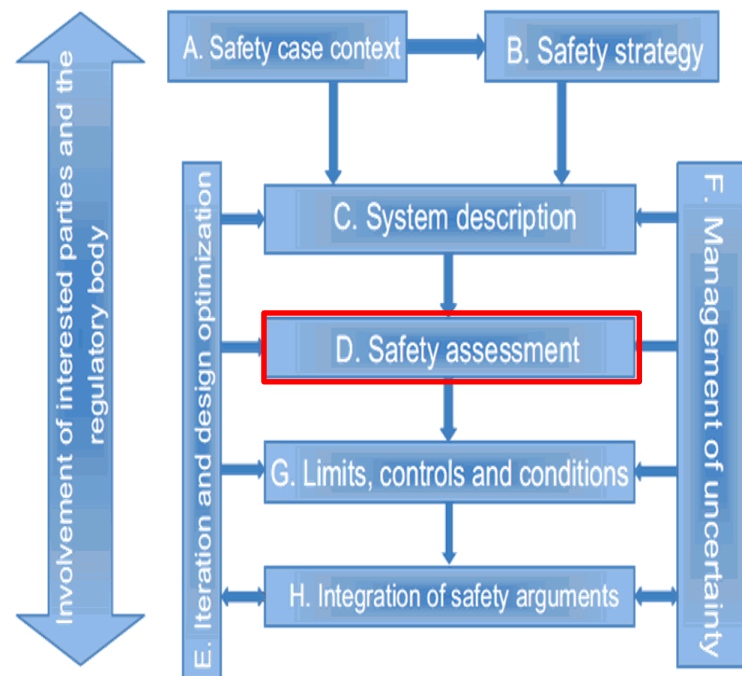 A. Safety case context
B. Safety strategy
Involvement of interested parties and the
regulatory body
E. Iteration and design optimization
C. System description
D. Safety assessment
G. Limits, controls and conditions
H. Integration of safety arguments
F. Management of uncertainty